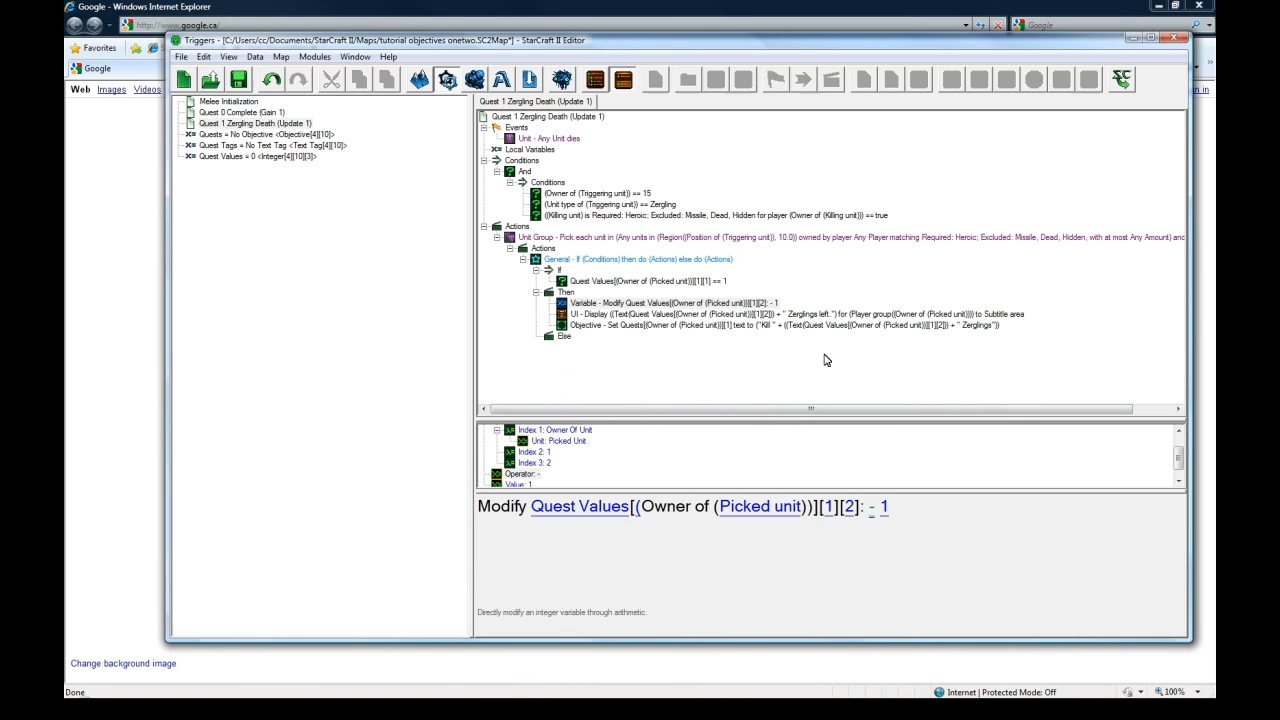 Google - Windows Internet Explorer
http://www.google.ca/
Google
Favorites
Google
Web Images Videos
Triggers - [C:/Users/cc/Documents/StarCraft II/Maps/tutorial objectives onetwo.SC2Map*] - StarCraft II Editor
File Edit View Data Map Modules Window Help
Melee Initialization
Quest 0 Complete (Gain 1)
Quest 1 Zergling Death (Update 1)
Quests = No Objective <Objective[4][10]>
Quest Tags = No Text Tag <Text Tag[4][10]>
Quest Values = 0 <Integer[4][10][3]>
Quest 1 Zergling Death (Update 1)
Quest 1 Zergling Death (Update 1)
Events
Unit - Any Unit dies
Local Variables
Conditions
And
Conditions
(Owner of (Triggering unit)) == 15
(Unit type of (Triggering unit)) == Zergling
((Killing unit) is Required: Heroic; Excluded: Missile, Dead, Hidden for player (Owner of (Killing unit))) == true
Actions
Unit Group - Pick each unit in (Any units in (Region((Position of (Triggering unit)), 10.0)) owned by player Any Player matching Required: Heroic; Excluded: Missile, Dead, Hidden, with at most Any Amount) and
Actions
General - If (Conditions) then do (Actions) else do (Actions)
If
Quest Values[(Owner of (Picked unit))][1][1] == 1
Then
Variable - Modify Quest Values[(Owner of (Picked unit))][1][2]: - 1
UI - Display ((Text(Quest Values[(Owner of (Picked unit))][1][2])) + " Zerglings left.") for (Player group((Owner of (Picked unit)))) to Subtitle area
Objective - Set Quests[(Owner of (Picked unit))][1] text to ("Kill " + ((Text(Quest Values[(Owner of (Picked unit))][1][2])) + " Zerglings"))
Else
Index 1: Owner Of Unit
Unit: Picked Unit
Index 2: 1
Index 3: 2
Operator: -
Value: 1
Modify Quest Values[(Owner of (Picked unit))][1][2]: - 1
Directly modify an integer variable through arithmetic.
n in
Change background image
Done
Internet | Protected Mode: Off
100%